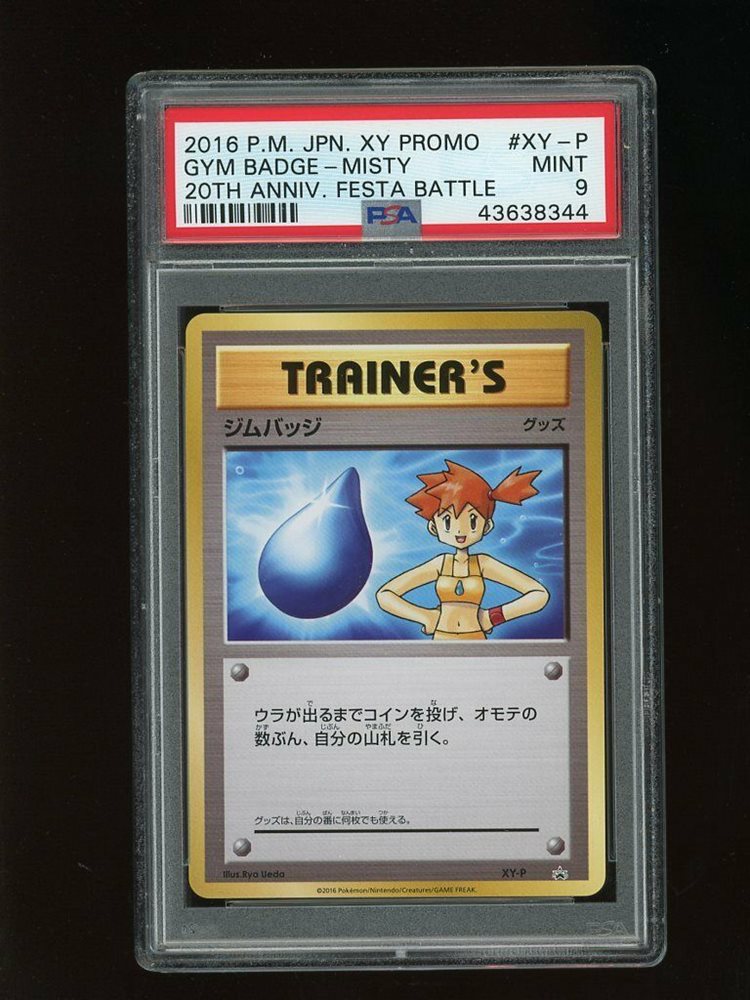 2016 P.M. JPN. XY PROMO #XY-P
GYM BADGE-MISTY MINT
20TH ANNIV. FESTA BATTLE 9
PSA 43638344
TRAINER'S
ジムバッジ グッズ
ウラが出るまでコインを投げ、オモテの
数ぶん、自分の山札を引く。
グッズは、自分の番に何枚でも使える。
Illus.Ryo Ueda XY-P
©2016 Pokémon/Nintendo/Creatures/GAME FREAK.
PSA